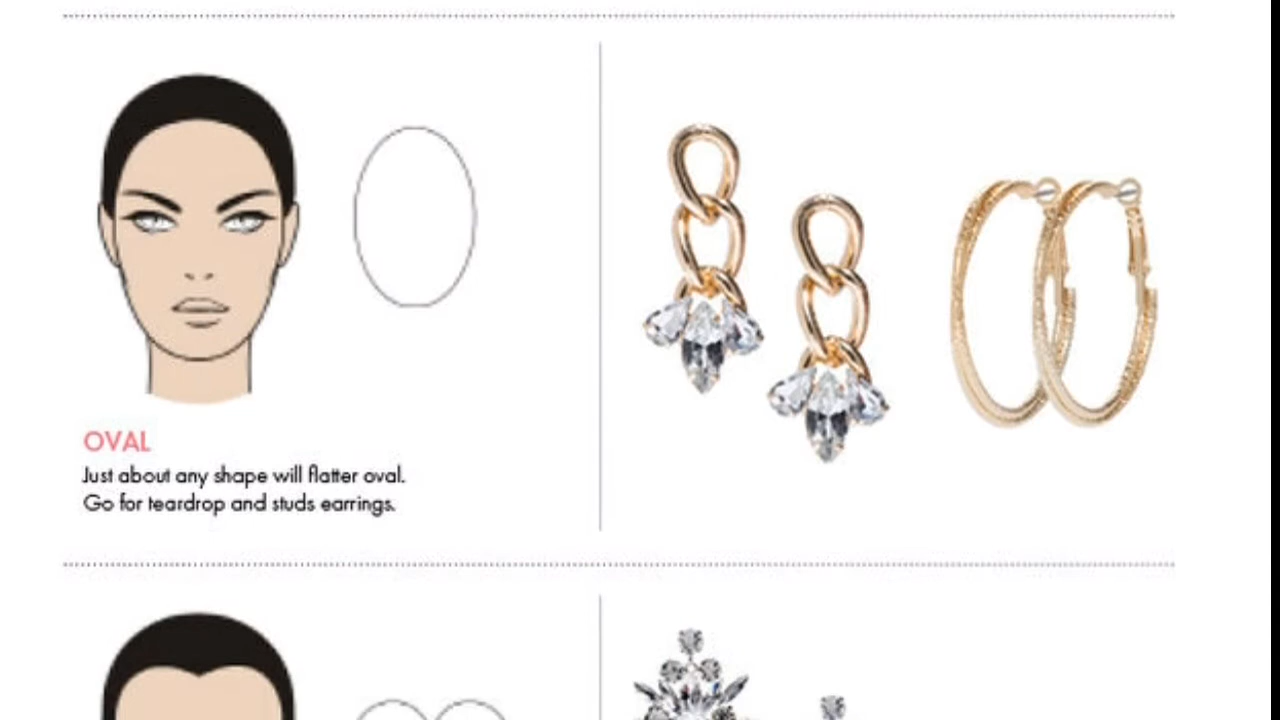 OVAL
Just about any shape will flatter oval.
Go for teardrop and studs earrings.